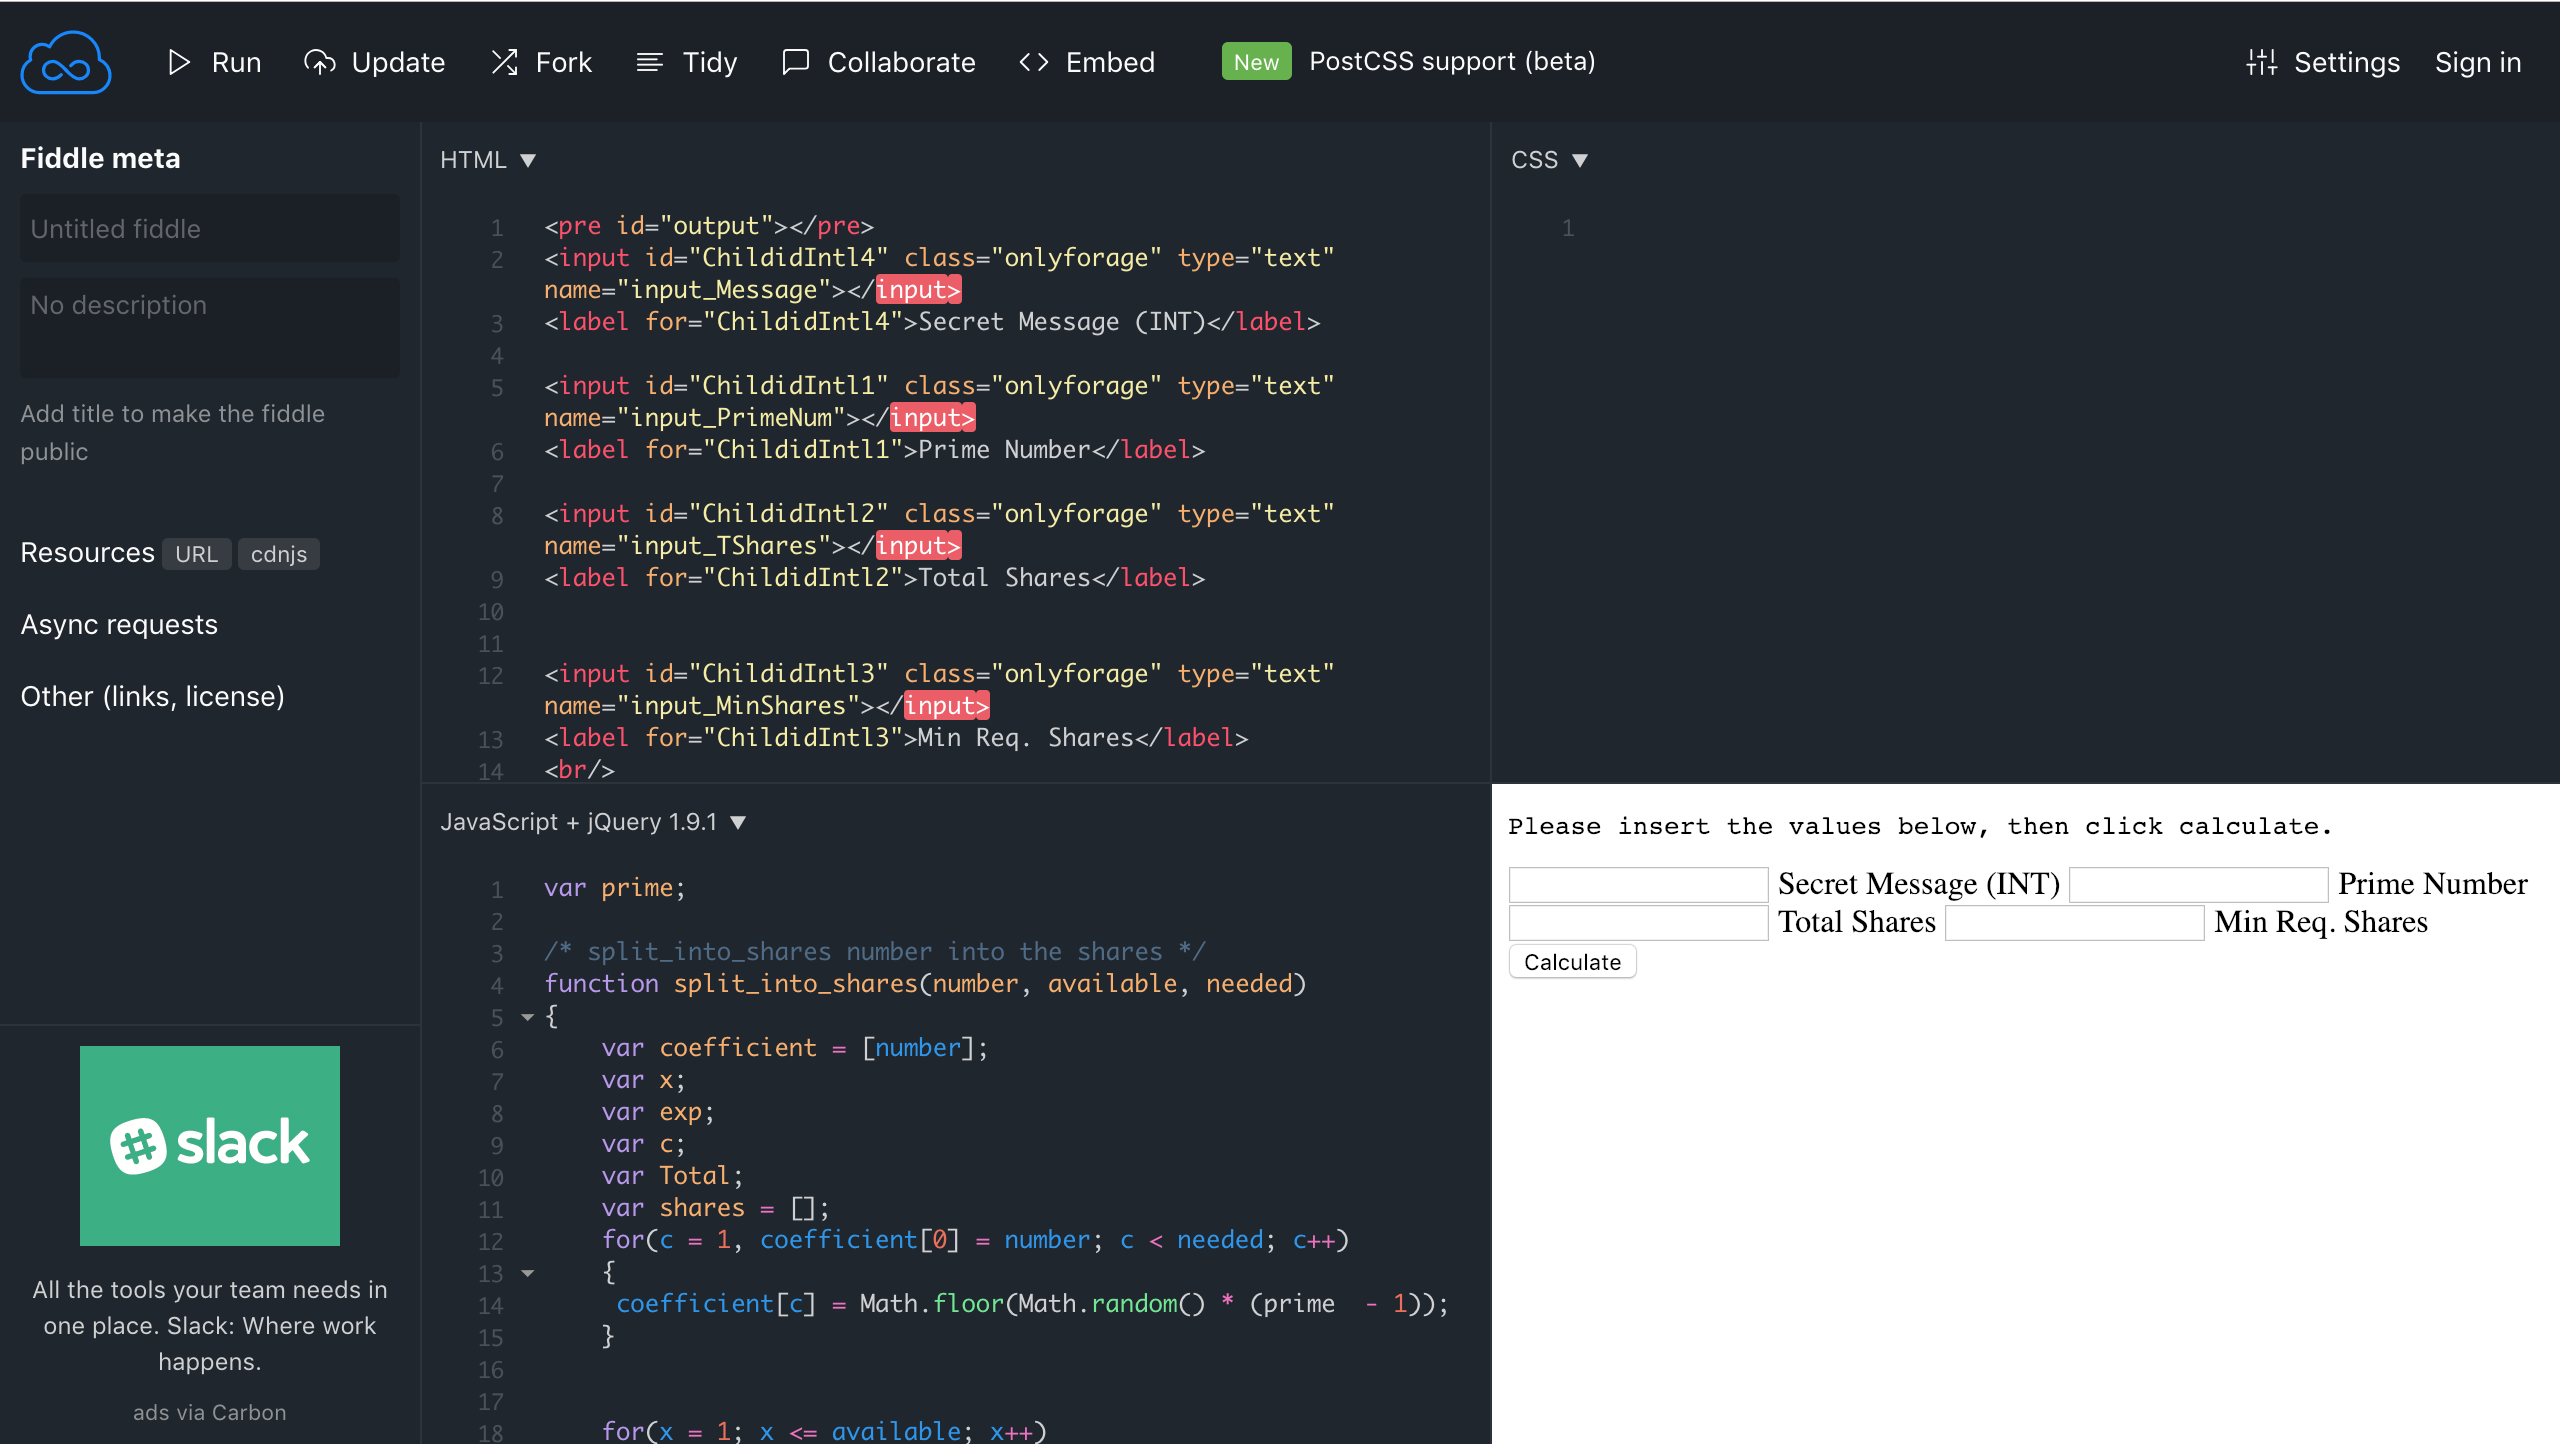 Run Update Fork Tidy Collaborate Embed New PostCSS support (beta) Settings Sign in
Fiddle meta
Untitled fiddle
No description
Add title to make the fiddle
public
Resources URL cdnjs
Async requests
Other (links, license)
slack
All the tools your team needs in
one place. Slack: Where work
happens.
ads via Carbon
HTML ▼
1 <pre id="output"></pre>
2 <input id="ChildidIntl4" class="onlyforage" type="text"
name="input_Message"></input>
3 <label for="ChildidIntl4">Secret Message (INT)</label>
4
5 <input id="ChildidIntl1" class="onlyforage" type="text"
name="input_PrimeNum"></input>
6 <label for="ChildidIntl1">Prime Number</label>
7
8 <input id="ChildidIntl2" class="onlyforage" type="text"
name="input_TShares"></input>
9 <label for="ChildidIntl2">Total Shares</label>
10
11
12 <input id="ChildidIntl3" class="onlyforage" type="text"
name="input_MinShares"></input>
13 <label for="ChildidIntl3">Min Req. Shares</label>
14 <br/>
CSS ▼
1
JavaScript + jQuery 1.9.1 ▼
1 var prime;
2
3 /* split_into_shares number into the shares */
4 function split_into_shares(number, available, needed)
5 {
6 var coefficient = [number];
7 var x;
8 var exp;
9 var c;
10 var Total;
11 var shares = [];
12 for(c = 1, coefficient[0] = number; c < needed; c++)
13 {
14 coefficient[c] = Math.floor(Math.random() * (prime  - 1));
15 }
16
17
18 for(x = 1; x <= available; x++)
Please insert the values below, then click calculate.
Secret Message (INT) Prime Number
Total Shares Min Req. Shares
Calculate